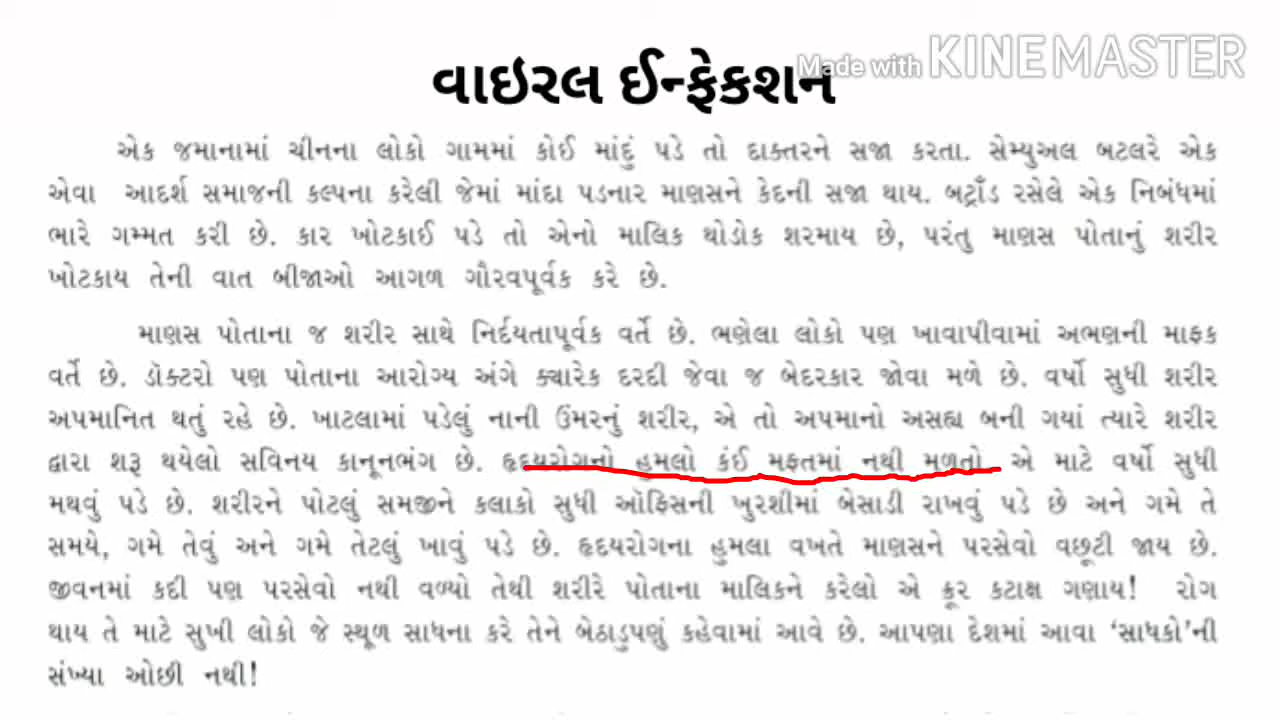 Made with KINEMASTER
વાઇરલ ઈન્ફેકશન
એક જમાનામાં ચીનના લોકો ગામમાં કોઈ માંદું પડે તો દાક્તરને સજા કરતા. સેમ્યુઅલ બટલરે એક
એવા આદર્શ સમાજની કલ્પના કરેલી જેમાં માંદા પડનાર માણસને કેદની સજા થાય. બટ્રાઁડ રસેલે એક નિબંધમાં
ભારે ગમ્મત કરી છે. કાર ખોટકાઈ પડે તો એનો માલિક થોડોક શરમાય છે, પરંતુ માણસ પોતાનું શરીર
ખોટકાય તેની વાત બીજાઓ આગળ ગૌરવપૂર્વક કરે છે.
માણસ પોતાના જ શરીર સાથે નિર્દયતાપૂર્વક વર્તે છે. ભણેલા લોકો પણ ખાવાપીવામાં અભણની માફક
વર્તે છે. ડૉક્ટરો પણ પોતાના આરોગ્ય અંગે ક્યારેક દરદી જેવા જ બેદરકાર જોવા મળે છે. વર્ષો સુધી શરીર
અપમાનિત થતું રહે છે. ખાટલામાં પડેલું નાની ઉંમરનું શરીર, એ તો અપમાનો અસહ્ય બની ગયાં ત્યારે શરીર
દ્વારા શરૂ થયેલો સવિનય કાનૂનભંગ છે. હૃદયરોગનો હુમલો કંઈ મફતમાં નથી મળતો. એ માટે વર્ષો સુધી
મથવું પડે છે. શરીરને પોટલું સમજીને કલાકો સુધી ઑફિસની ખુરશીમાં બેસાડી રાખવું પડે છે અને ગમે તે
સમયે, ગમે તેવું અને ગમે તેટલું ખાવું પડે છે. હૃદયરોગના હુમલા વખતે માણસને પરસેવો વછૂટી જાય છે.
જીવનમાં કદી પણ પરસેવો નથી વળ્યો તેથી શરીરે પોતાના માલિકને કરેલો એ ક્રૂર કટાક્ષ ગણાય! રોગ
થાય તે માટે સુખી લોકો જે સ્થૂળ સાધના કરે તેને બેઠાડુપણું કહેવામાં આવે છે. આપણા દેશમાં આવા ‘સાધકો’ની
સંખ્યા ઓછી નથી!